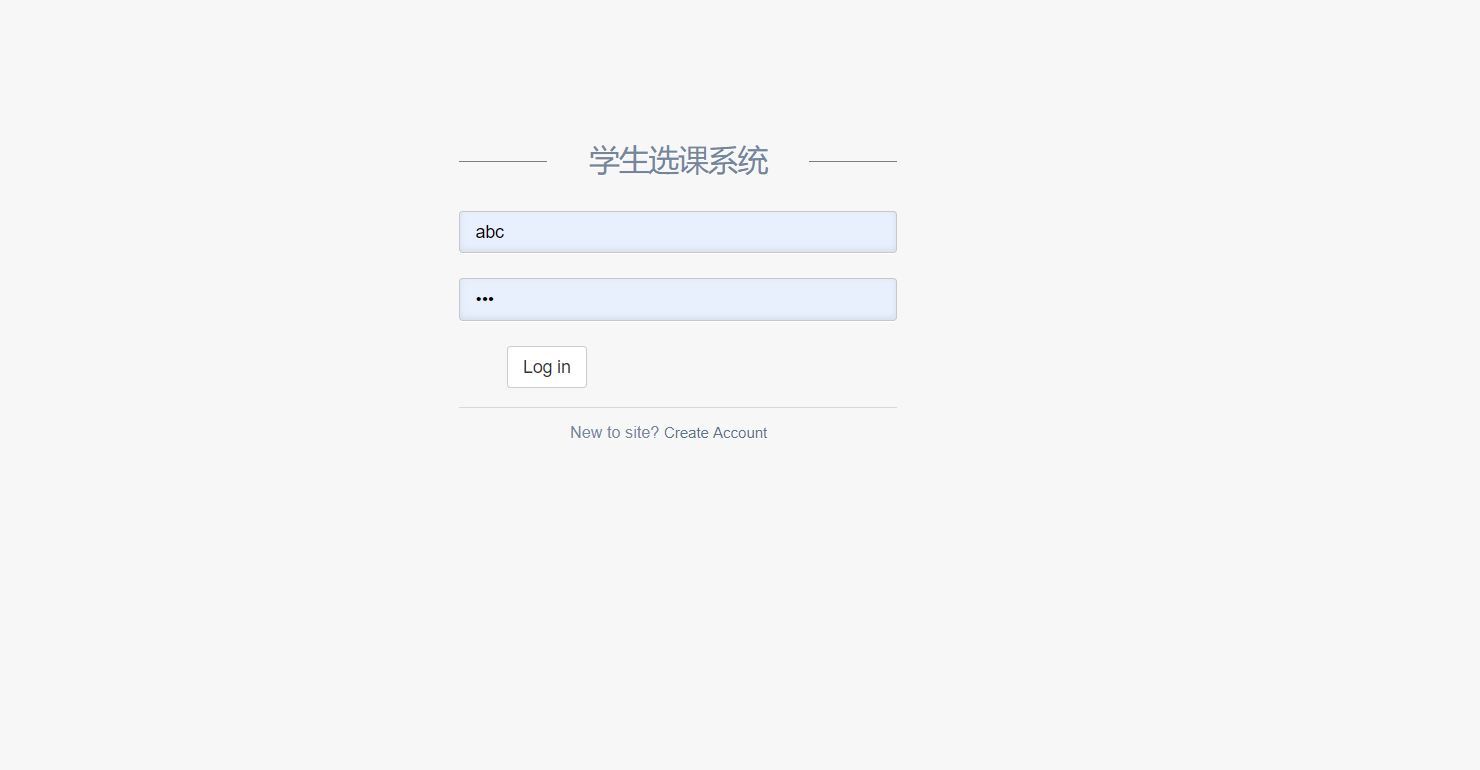 学生选课系统
abc
•••
Log in
New to site? Create Account